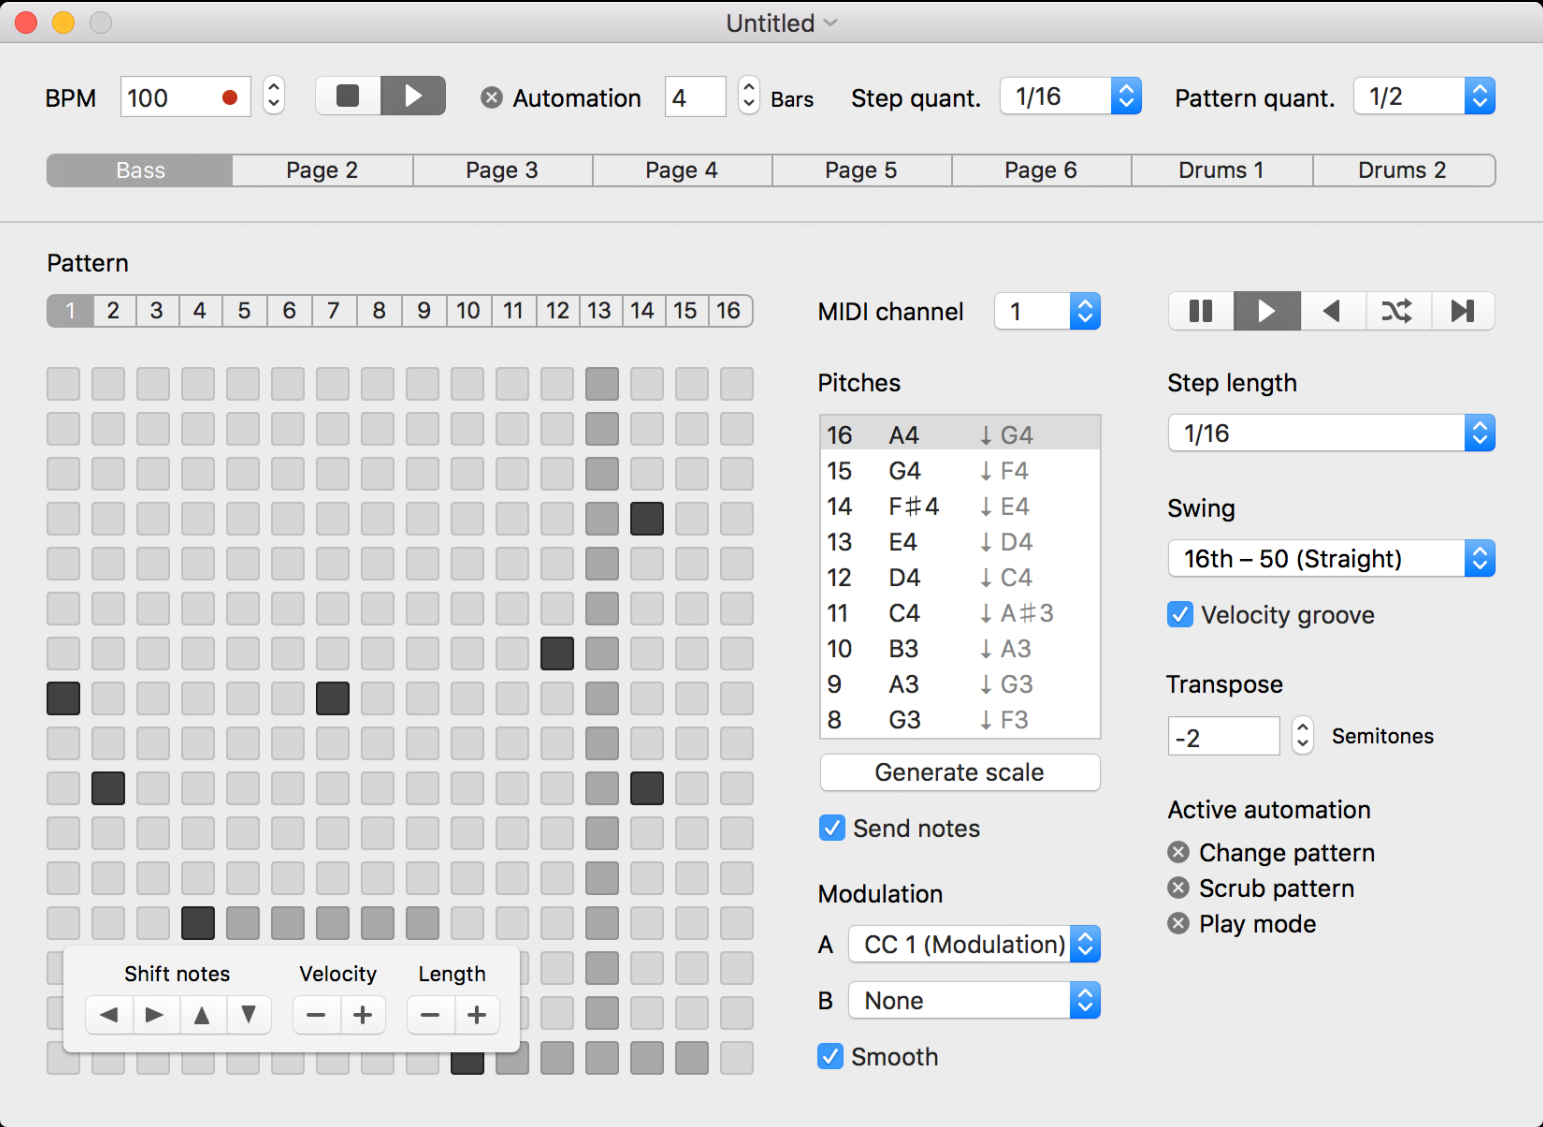 Untitled
BPM 100 Automation 4 Bars Step quant. 1/16 Pattern quant. 1/2
Bass Page 2 Page 3 Page 4 Page 5 Page 6 Drums 1 Drums 2
Pattern
1 2 3 4 5 6 7 8 9 10 11 12 13 14 15 16
MIDI channel 1
Pitches
16 A4 ↓ G4
15 G4 ↓ F4
14 F♯4 ↓ E4
13 E4 ↓ D4
12 D4 ↓ C4
11 C4 ↓ A♯3
10 B3 ↓ A3
9 A3 ↓ G3
8 G3 ↓ F3
Generate scale
Send notes
Modulation
A CC 1 (Modulation)
B None
Smooth
Step length
1/16
Swing
16th – 50 (Straight)
Velocity groove
Transpose
-2 Semitones
Active automation
Change pattern
Scrub pattern
Play mode
Shift notes Velocity Length